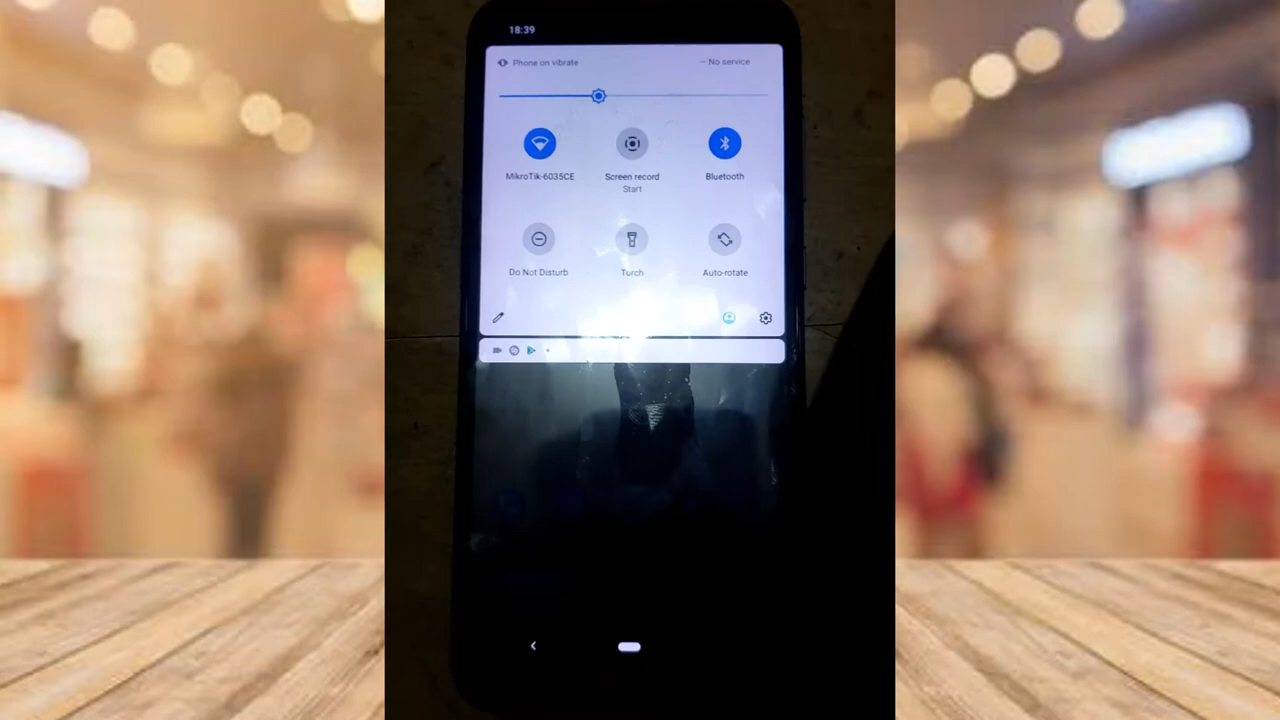 18:39
Phone on vibrate
No service
MikroTik-6035CE
Screen record
Start
Bluetooth
Do Not Disturb
Torch
Auto-rotate